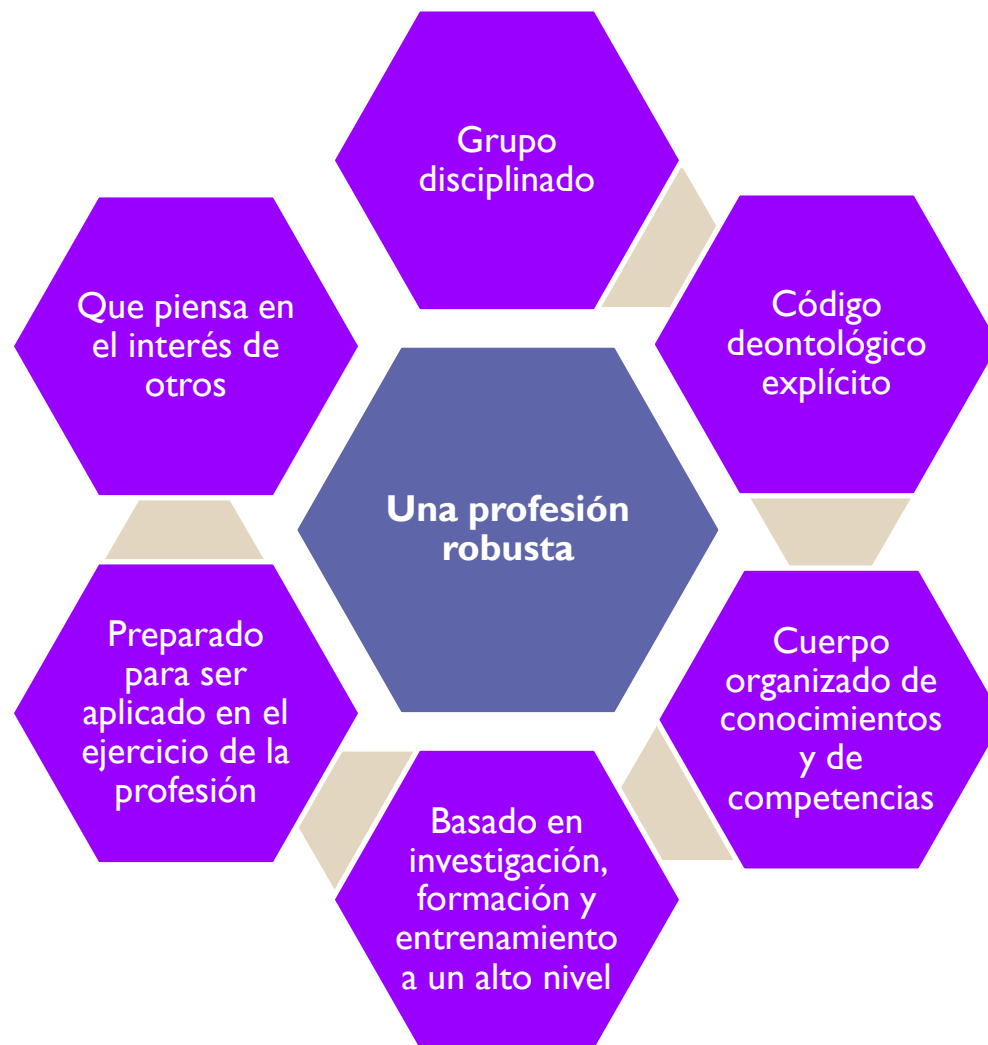 Grupo
disciplinado
Código
deontológico
explícito
Cuerpo
organizado de
conocimientos
y de
competencias
Basado en
investigación,
formación y
entrenamiento
a un alto nivel
Preparado
para ser
aplicado en el
ejercicio de la
profesión
Que piensa en
el interés de
otros
Una profesión
robusta